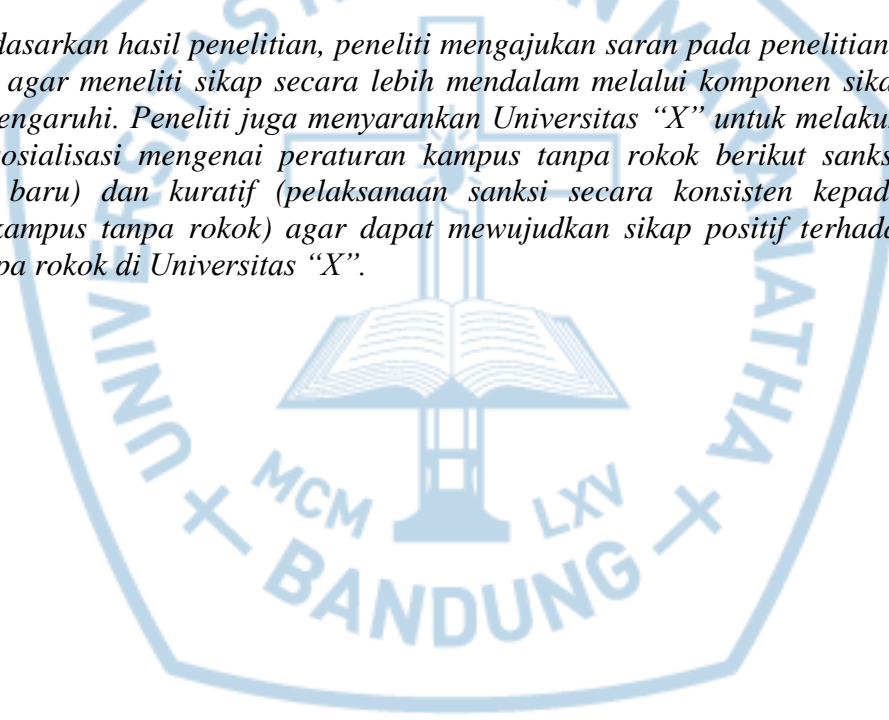 dasarkan hasil penelitian, peneliti mengajukan saran pada penelitian
agar meneliti sikap secara lebih mendalam melalui komponen sika
engaruhi. Peneliti juga menyarankan Universitas “X” untuk melaku
sosialisasi mengenai peraturan kampus tanpa rokok berikut sanks
baru) dan kuratif (pelaksanaan sanksi secara konsisten kepad
kampus tanpa rokok) agar dapat mewujudkan sikap positif terhada
pa rokok di Universitas “X”.
MCM LXV
BANDUNG